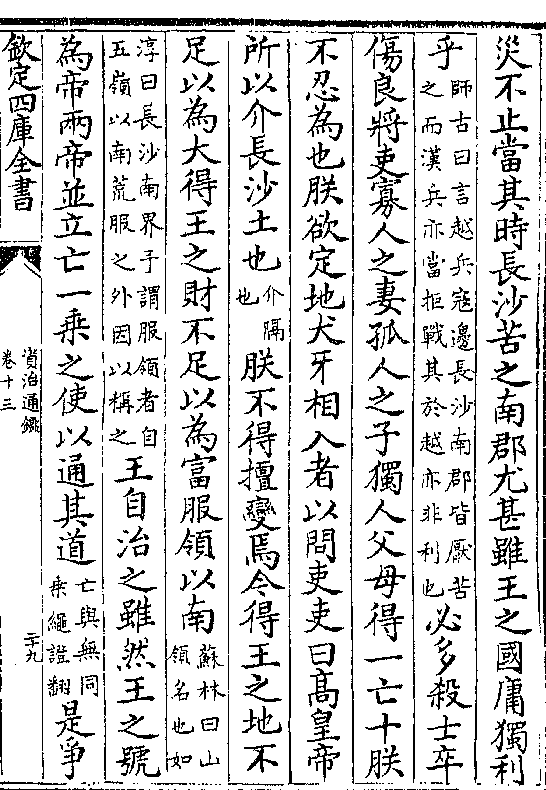 災不止當其時長沙苦之南郡尤甚雖王之國庸獨利
乎師古曰言越兵寇邊長沙南郡皆厭苦之而漢兵亦當拒戰其於越亦非利也必多殺士卒
傷良將吏寡人之妻孤人之子獨人父母得一亡十朕
不忍為也朕欲定地犬牙相入者以問吏吏曰高皇帝
所以介長沙土也介隔也朕不得擅變焉今得王之地不
足以為大得王之財不足以為富服領以南蘇林曰山領名也如
淳曰長沙南界予謂服領者自五嶺以南荒服之外因以稱之王自治之雖然王之號
為帝兩帝並立亡一乗之使以通其道亡與無同乗繩證翻是爭
欽定四庫全書
資治通鑑
卷十三
二十九